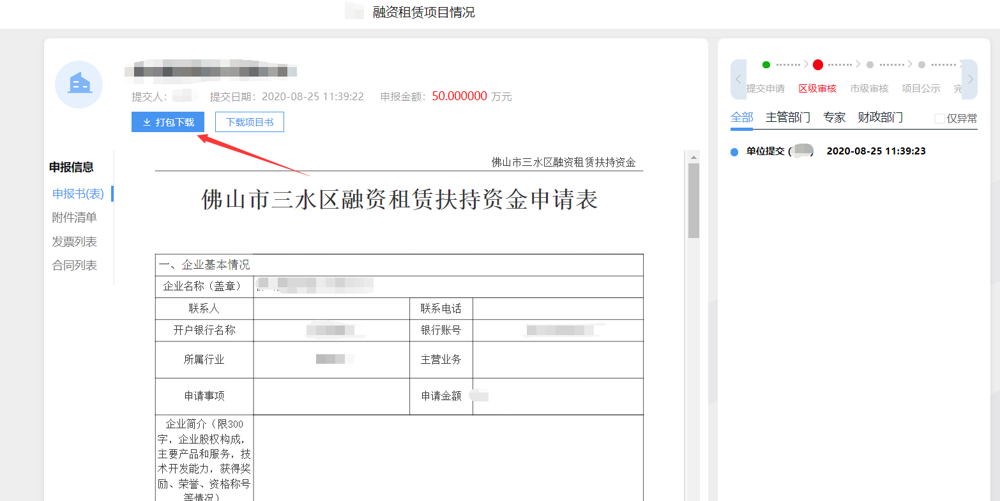 融资租赁项目情况
提交人：
提交日期：2020-08-25 11:39:22
申报金额：50.000000 万元
打包下载
下载项目书
申报信息
申报书(表)
附件清单
发票列表
合同列表
佛山市三水区融资租赁扶持资金
佛山市三水区融资租赁扶持资金申请表
一、企业基本情况
企业名称（盖章）
联系人
联系电话
开户银行名称
银行账号
所属行业
主营业务
申请事项
申请金额
企业简介（限300
字，企业股权构成，
主要产品和服务，技
术开发能力，获得奖
励、荣誉、资格称号
等情况）
提交申请 区级审核 市级审核 项目公示 完
全部 主管部门 专家 财政部门 仅异常
单位提交 ( ) 2020-08-25 11:39:23